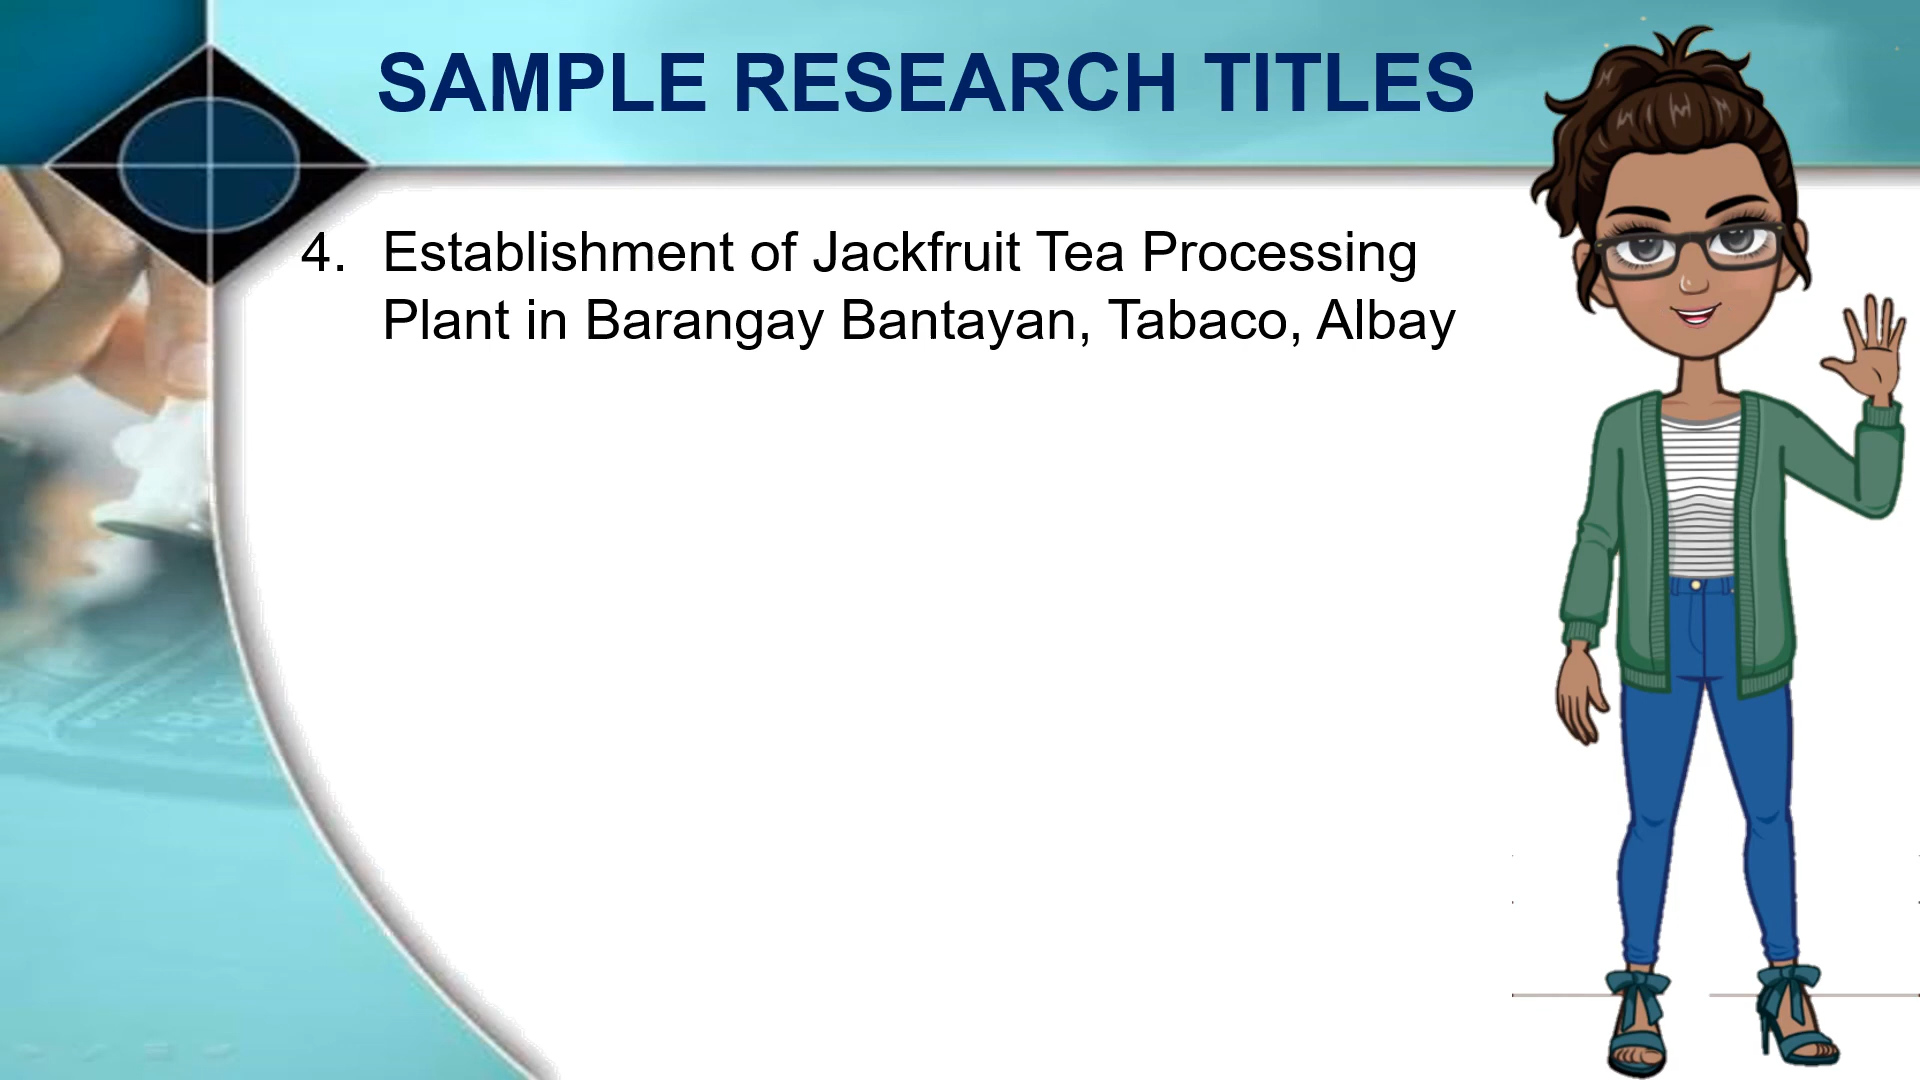 SAMPLE RESEARCH TITLES
4. Establishment of Jackfruit Tea Processing
Plant in Barangay Bantayan, Tabaco, Albay